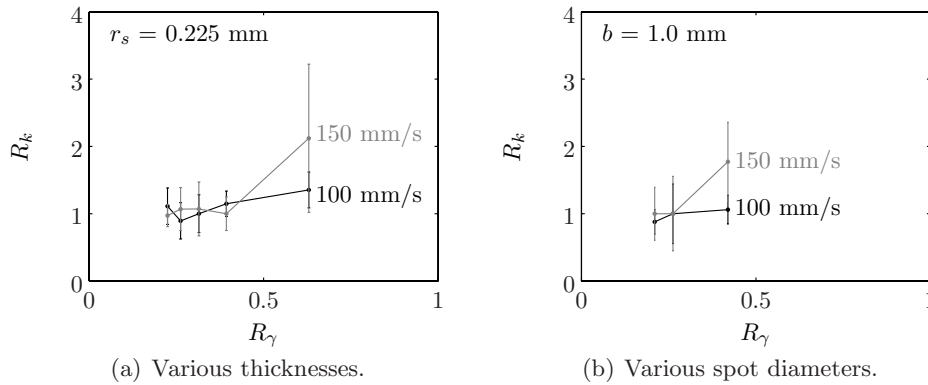 4
r_s = 0.225 mm
3
R_k
2
150 mm/s
1
100 mm/s
0
0
0.5
1
R_γ
(a) Various thicknesses.
4
b = 1.0 mm
3
R_k
2
150 mm/s
1
100 mm/s
0
0
0.5
1
R_γ
(b) Various spot diameters.